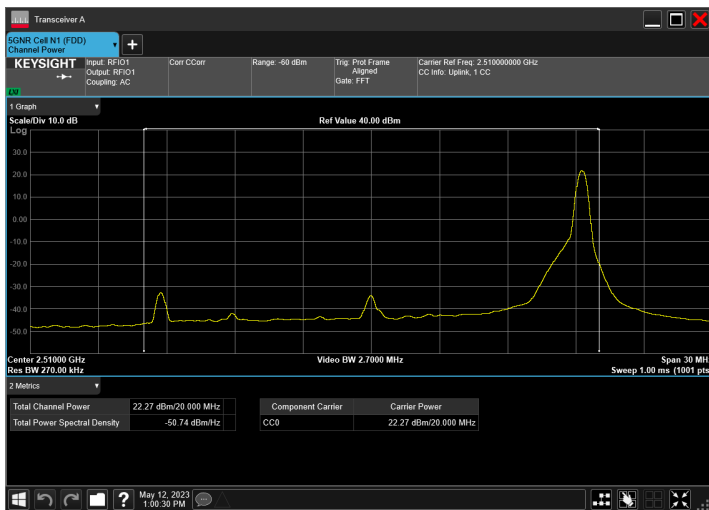 Transceiver A
5GNR Cell N1 (FDD)
Channel Power
+
KEYSIGHT
LXI
Input: RFIO1
Output: RFIO1
Coupling: AC
Corr CCorr
Range: -60 dBm
Trig: Prot Frame
Aligned
Gate: FFT
Carrier Ref Freq: 2.510000000 GHz
CC Info: Uplink, 1 CC
1 Graph
Scale/Div 10.0 dB
Ref Value 40.00 dBm
Log
30.0
20.0
10.0
0.00
-10.0
-20.0
-30.0
-40.0
-50.0
Center 2.51000 GHz
Span 30 MH
Res BW 270.00 kHz
Video BW 2.7000 MHz
Sweep 1.00 ms (1001 pts
2 Metrics
Total Channel Power 22.27 dBm/20.000 MHz
Total Power Spectral Density -50.74 dBm/Hz
Component Carrier Carrier Power
CC0 22.27 dBm/20.000 MHz
?
May 12, 2023
1:00:30 PM